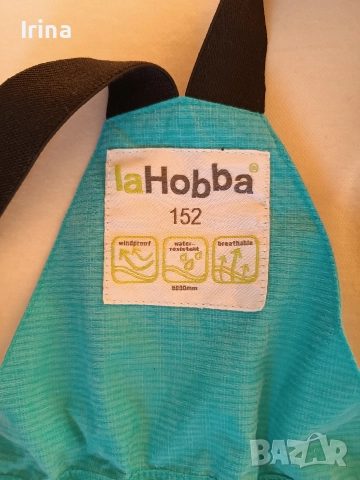 Irina
laHobba®
152
windproof water-resistant breathable
8000mm
BAZAR